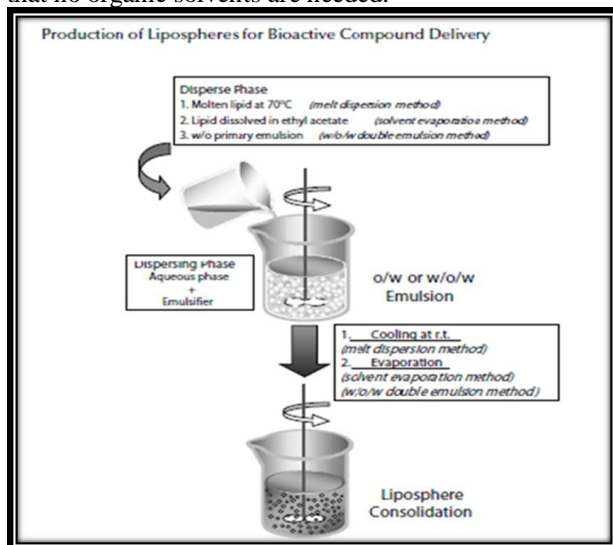 that no organic solvents are needed.
Production of Lipospheres for Bioactive Compound Delivery
Disperse Phase
1. Molten lipid at 70°C (melt dispersion method)
2. Lipid dissolved in ethyl acetate (solvent evaporation method)
3. w/o primary emulsion (w/o/w double emulsion method)
Dispersing Phase
Aqueous phase
+
Emulsifier
o/w or w/o/w
Emulsion
1. Cooling at r.t.
(melt dispersion method)
2. Evaporation
(solvent evaporation method)
(w/o/w double emulsion method)
Liposphere
Consolidation